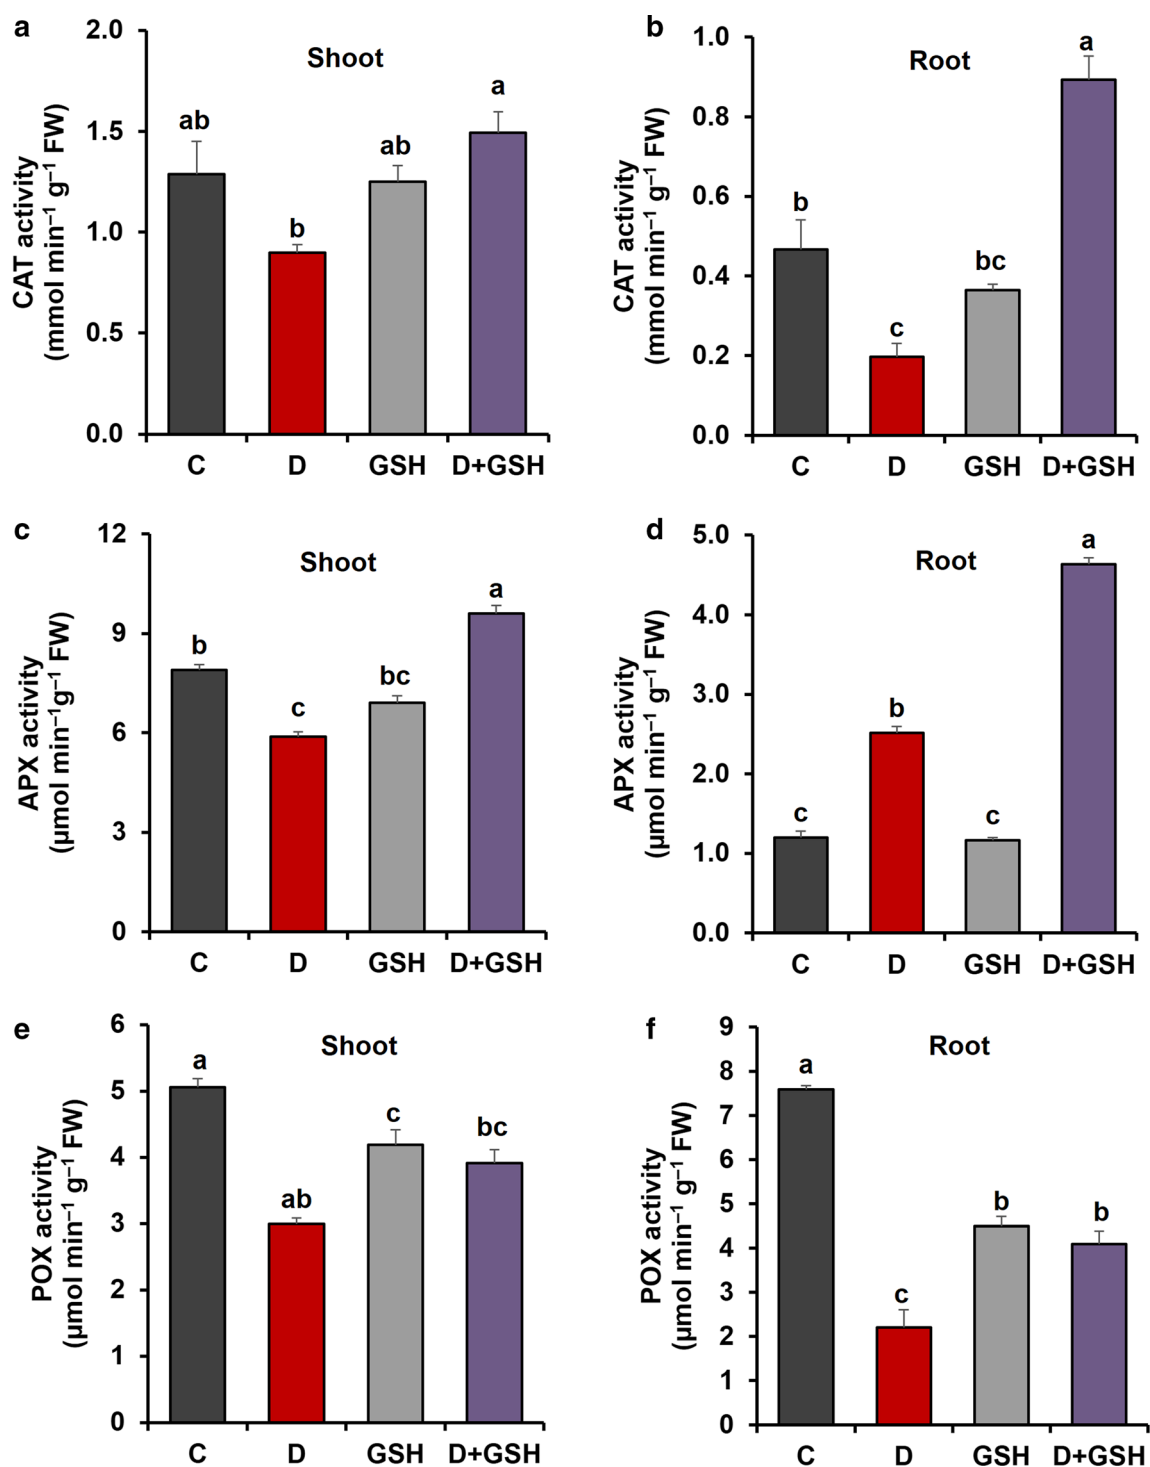 a
Shoot
CAT activity
(mmol min⁻¹ g⁻¹ FW)
2.0
1.5
1.0
0.5
0.0
ab
b
ab
a
C D GSH D+GSH
b
Root
CAT activity
(mmol min⁻¹ g⁻¹ FW)
1.0
0.8
0.6
0.4
0.2
0.0
b
c
bc
a
C D GSH D+GSH
c
Shoot
APX activity
(µmol min⁻¹g⁻¹ FW)
12
9
6
3
0
b
c
bc
a
C D GSH D+GSH
d
Root
APX activity
(µmol min⁻¹ g⁻¹ FW)
5.0
4.0
3.0
2.0
1.0
0.0
c
b
c
a
C D GSH D+GSH
e
Shoot
POX activity
(µmol min⁻¹ g⁻¹ FW)
6
5
4
3
2
1
0
a
ab
c
bc
C D GSH D+GSH
f
Root
POX activity
(µmol min⁻¹ g⁻¹ FW)
9
8
7
6
5
4
3
2
1
0
a
c
b
b
C D GSH D+GSH